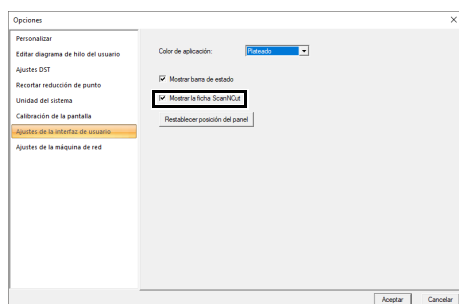 Opciones
Personalizar
Editar diagrama de hilo del usuario
Ajustes DST
Recortar reducción de punto
Unidad del sistema
Calibración de la pantalla
Ajustes de la interfaz de usuario
Ajustes de la máquina de red
Color de aplicación:
Plateado
Mostrar barra de estado
Mostrar la ficha ScanNCut
Restablecer posición del panel
Aceptar
Cancelar